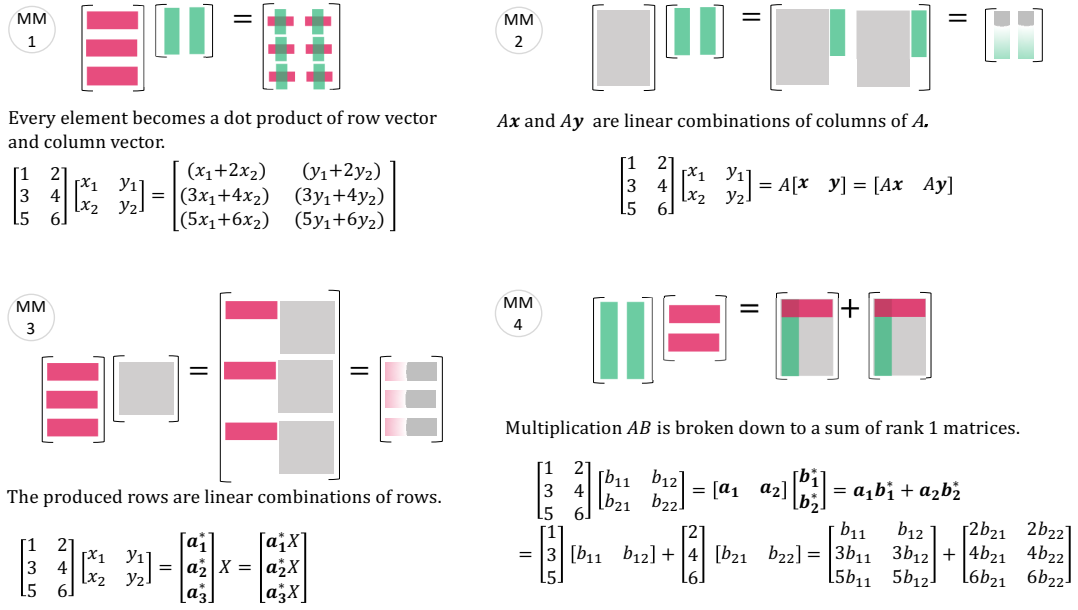 MM
1
=
Every element becomes a dot product of row vector
and column vector.
[1 2; 3 4; 5 6] [x₁ y₁; x₂ y₂] = [(x₁+2x₂) (y₁+2y₂); (3x₁+4x₂) (3y₁+4y₂); (5x₁+6x₂) (5y₁+6y₂)]
MM
2
= =
Ax and Ay are linear combinations of columns of A.
[1 2; 3 4; 5 6] [x₁ y₁; x₂ y₂] = A[x y] = [Ax Ay]
MM
3
= =
The produced rows are linear combinations of rows.
[1 2; 3 4; 5 6] [x₁ y₁; x₂ y₂] = [a₁*; a₂*; a₃*] X = [a₁*X; a₂*X; a₃*X]
MM
4
= +
Multiplication AB is broken down to a sum of rank 1 matrices.
[1 2; 3 4; 5 6] [b₁₁ b₁₂; b₂₁ b₂₂] = [a₁ a₂] [b₁*; b₂*] = a₁b₁* + a₂b₂*
= [1; 3; 5] [b₁₁ b₁₂] + [2; 4; 6] [b₂₁ b₂₂] = [b₁₁ b₁₂; 3b₁₁ 3b₁₂; 5b₁₁ 5b₁₂] + [2b₂₁ 2b₂₂; 4b₂₁ 4b₂₂; 6b₂₁ 6b₂₂]